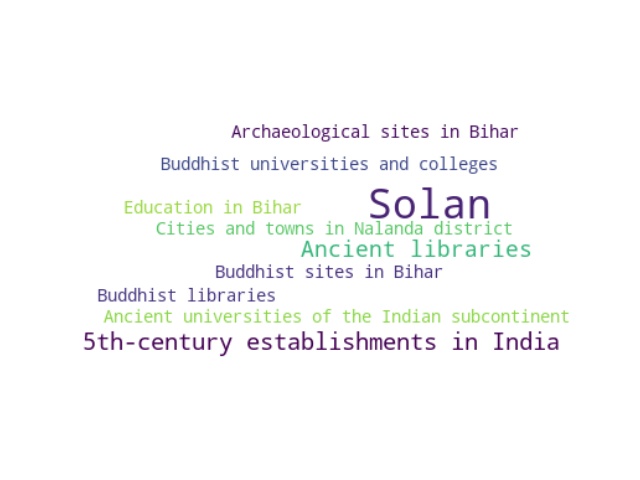 Archaeological sites in Bihar
Buddhist universities and colleges
Education in Bihar
Solan
Cities and towns in Nalanda district
Ancient libraries
Buddhist sites in Bihar
Buddhist libraries
Ancient universities of the Indian subcontinent
5th-century establishments in India